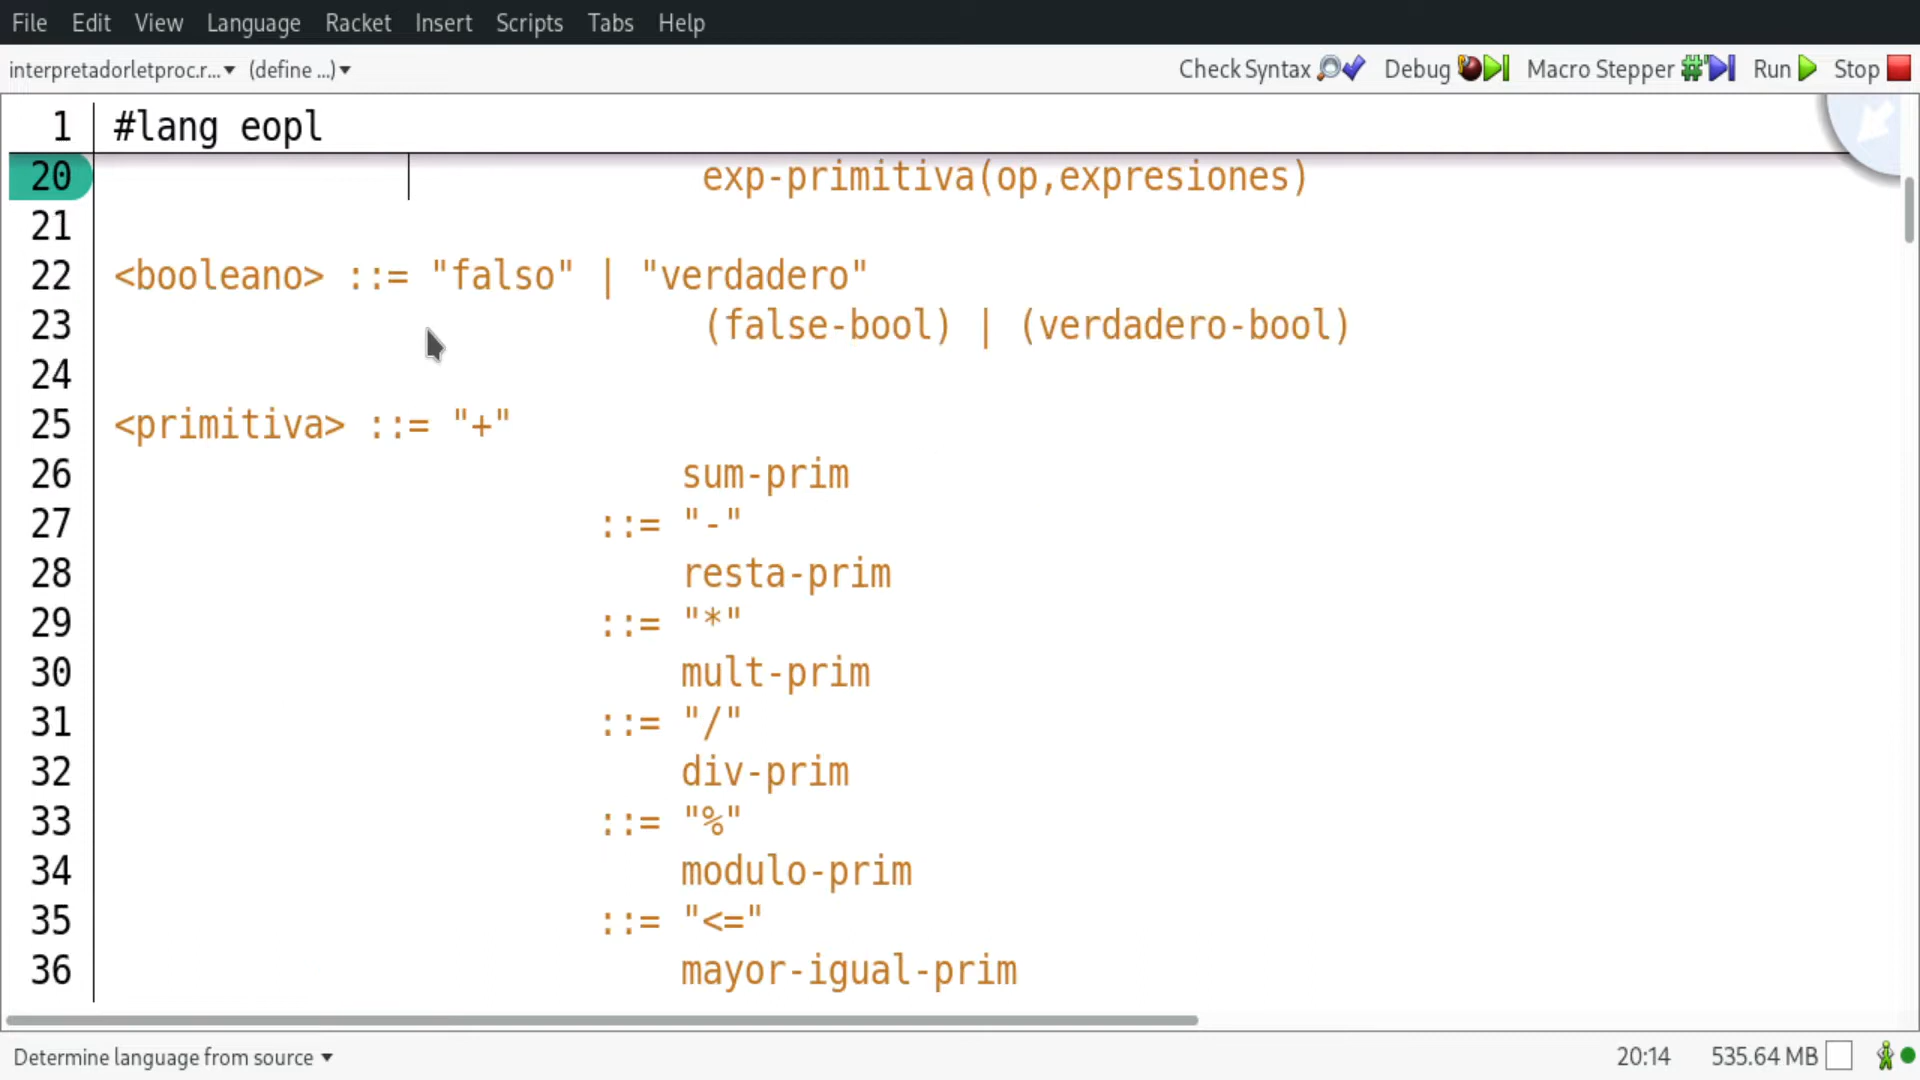 File Edit View Language Racket Insert Scripts Tabs Help
interpretadorletproc.r...▾ (define ...)▾ Check Syntax Debug Macro Stepper Run Stop
1 #lang eopl
20 exp-primitiva(op,expresiones)
21
22 <booleano> ::= "falso" | "verdadero"
23 (false-bool) | (verdadero-bool)
24
25 <primitiva> ::= "+"
26 sum-prim
27 ::= "-"
28 resta-prim
29 ::= "*"
30 mult-prim
31 ::= "/"
32 div-prim
33 ::= "%"
34 modulo-prim
35 ::= "<="
36 mayor-igual-prim
Determine language from source ▾ 20:14 535.64 MB